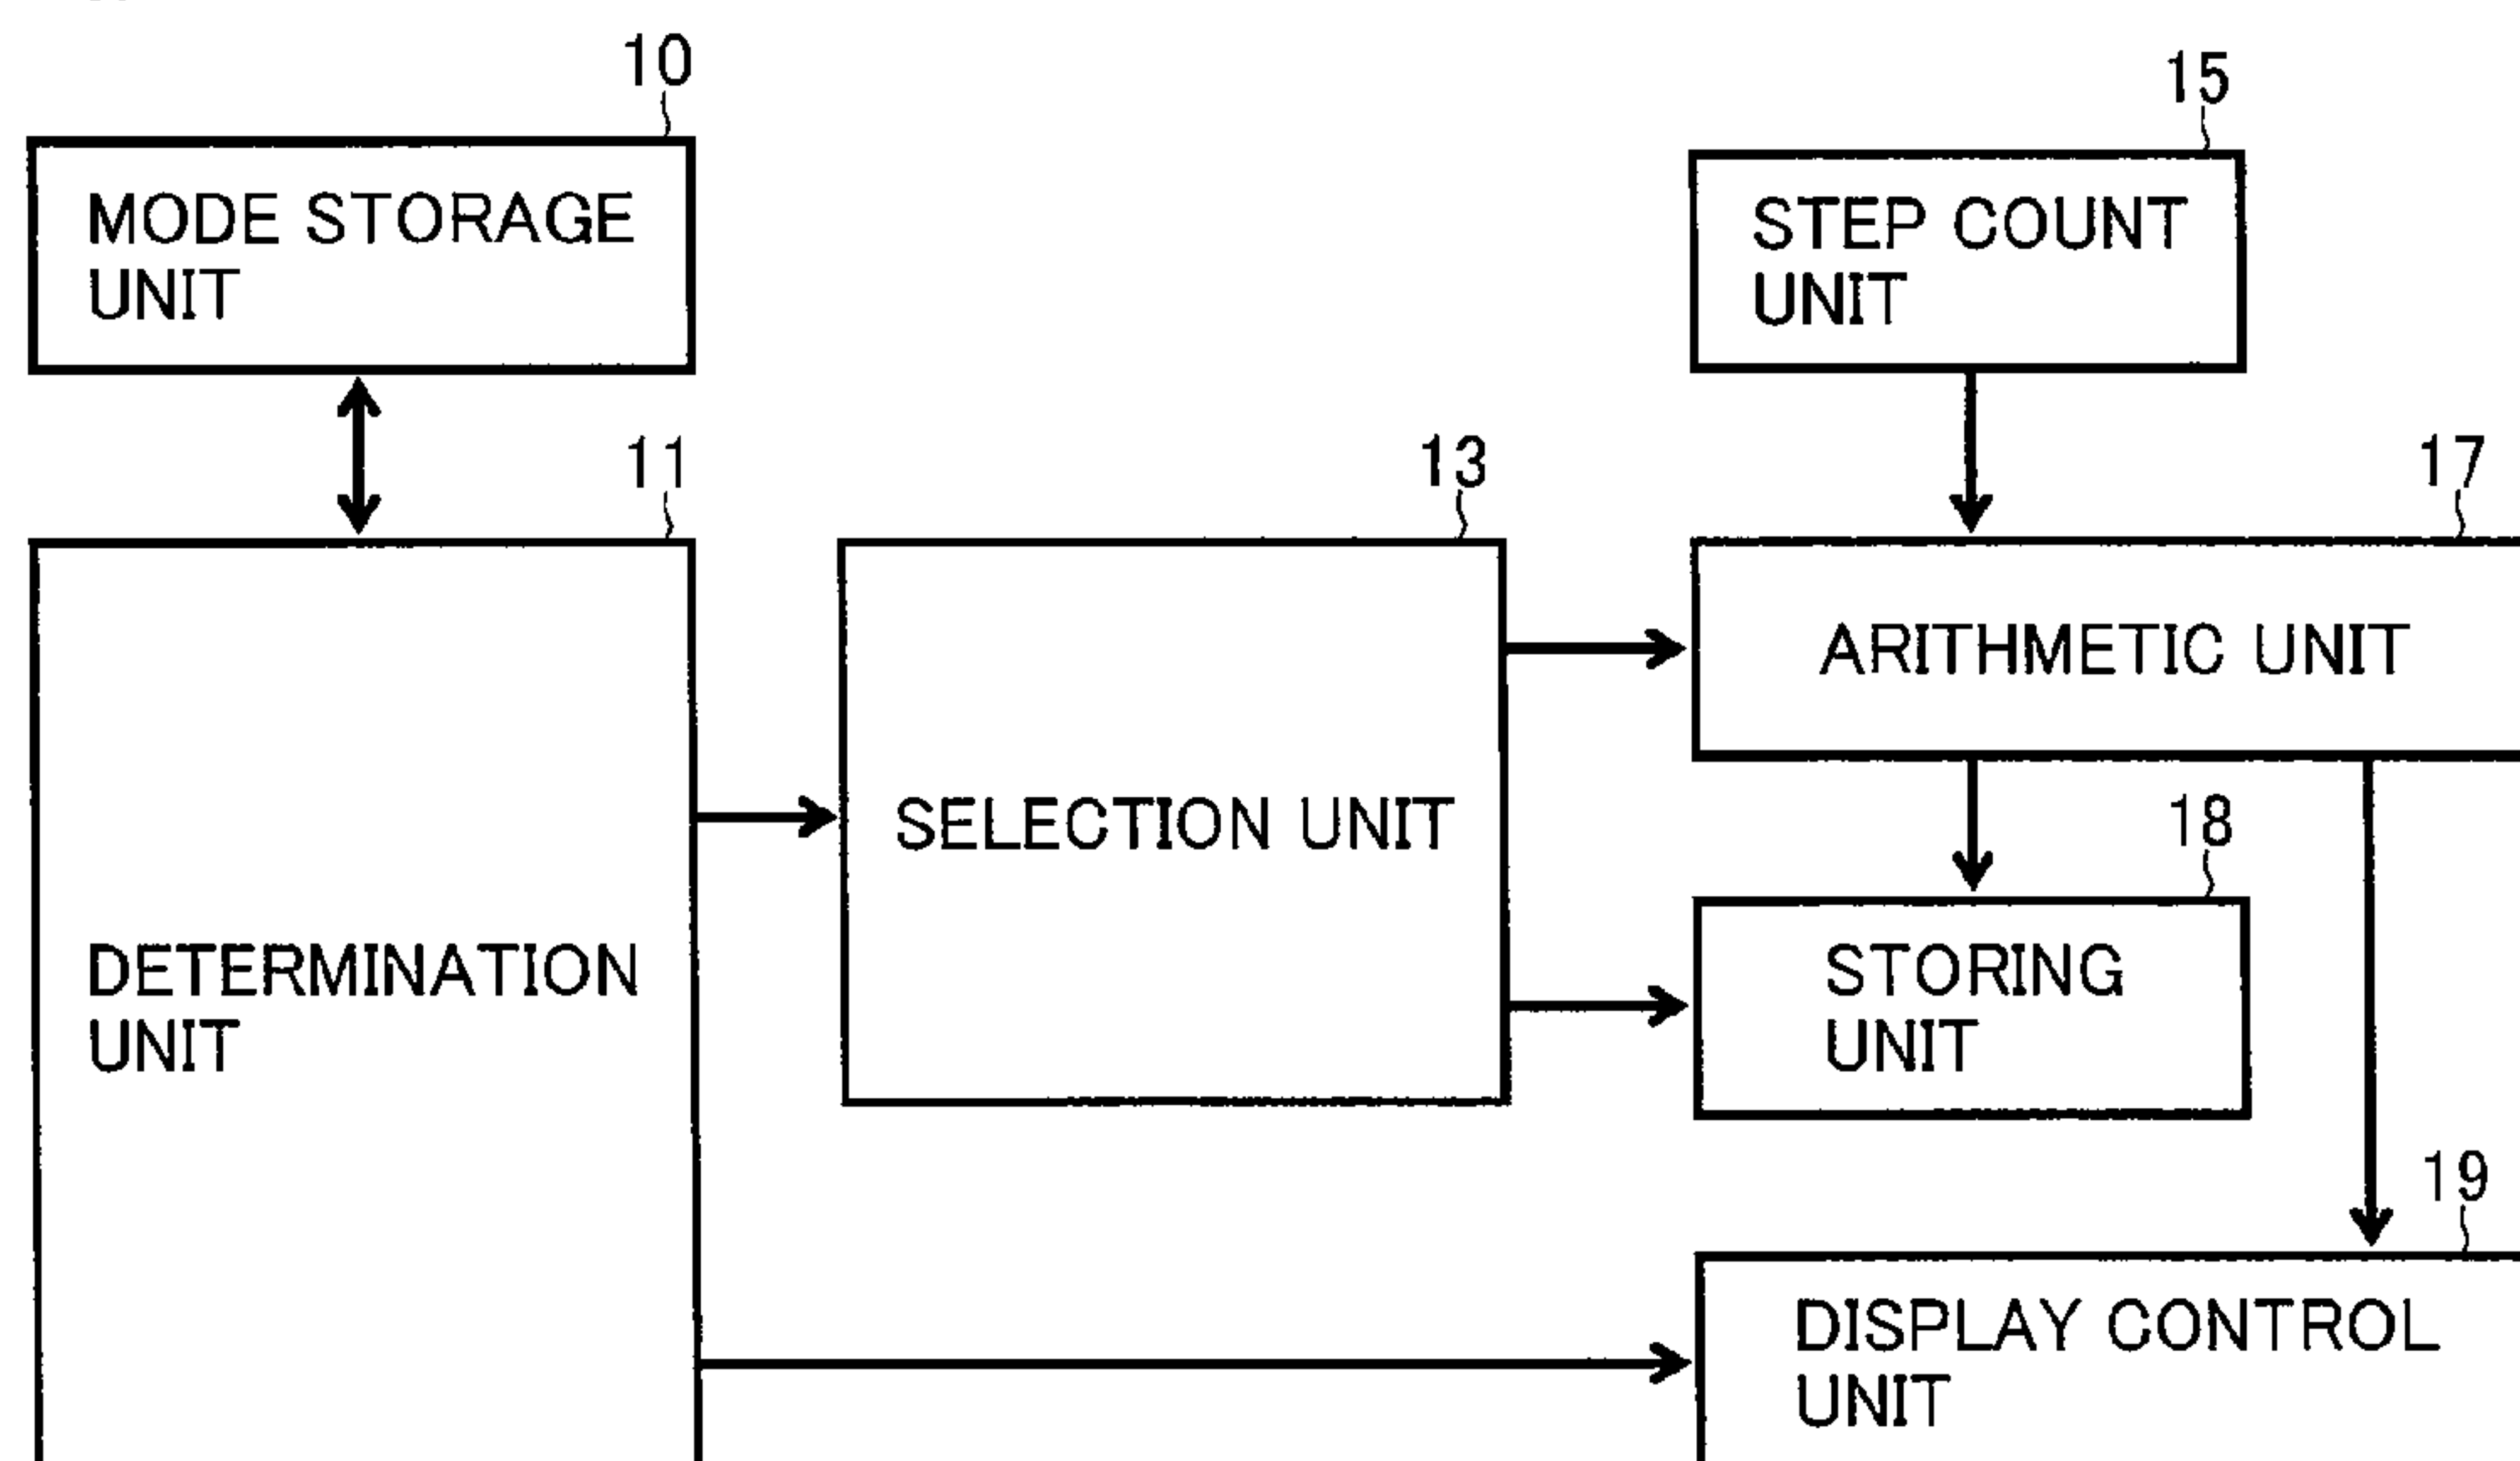 10
MODE STORAGE
UNIT
15
STEP COUNT
UNIT
11
DETERMINATION
UNIT
13
SELECTION UNIT
17
ARITHMETIC UNIT
18
STORING
UNIT
19
DISPLAY CONTROL
UNIT